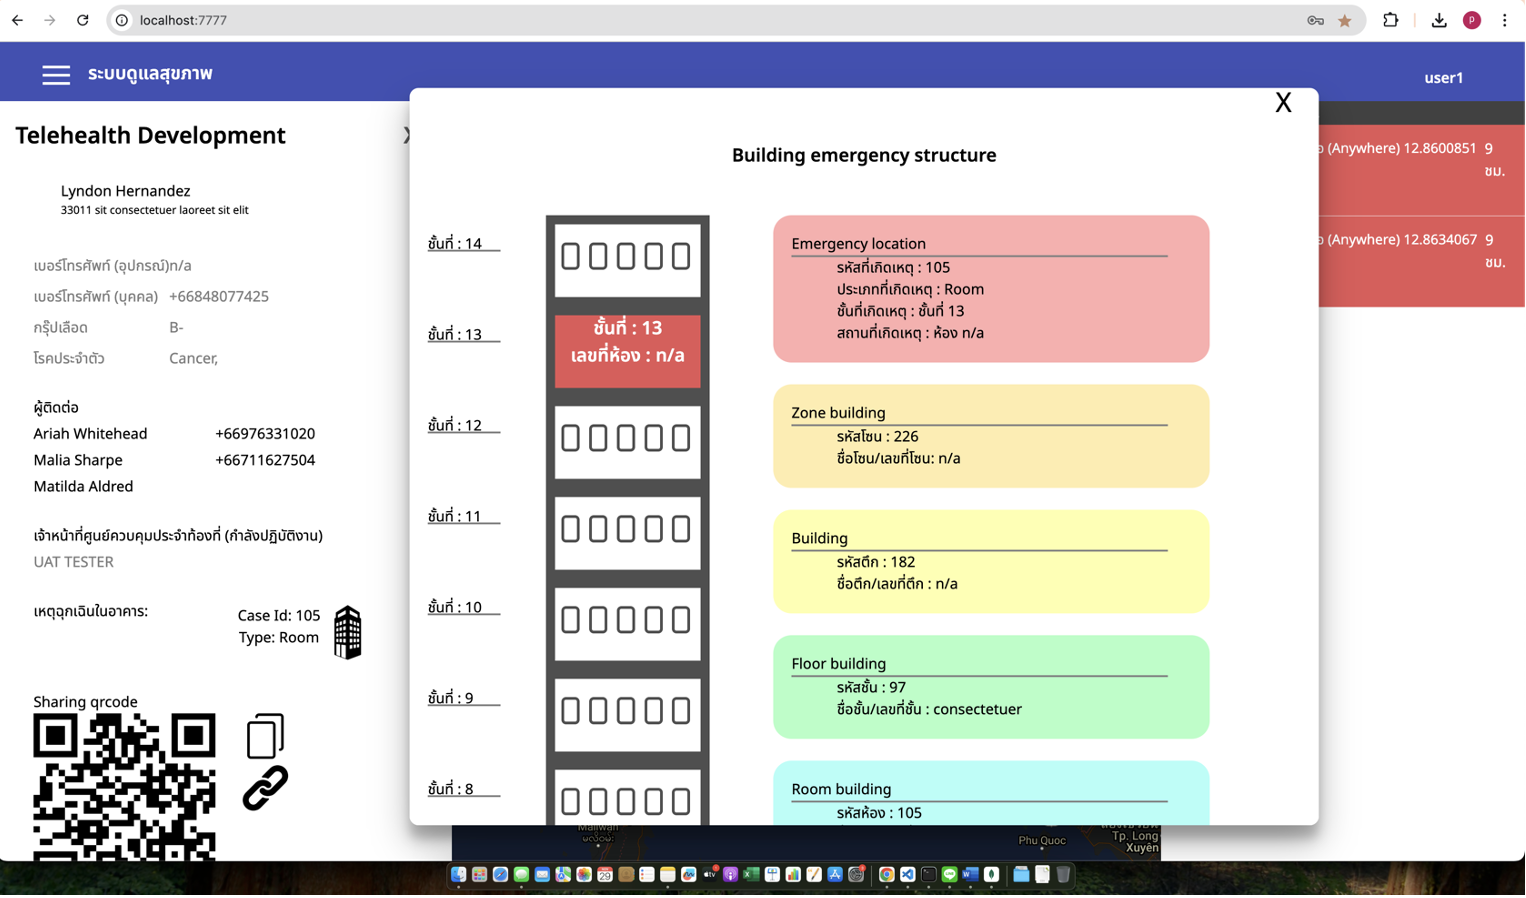 localhost:7777
ระบบดูแลสุขภาพ
user1
Telehealth Development
X
Lyndon Hernandez
33011 sit consectetuer laoreet sit elit
เบอร์โทรศัพท์ (อุปกรณ์)n/a
เบอร์โทรศัพท์ (บุคคล) +66848077425
กรุ๊ปเลือด B-
โรคประจำตัว Cancer,
ผู้ติดต่อ
Ariah Whitehead +66976331020
Malia Sharpe +66711627504
Matilda Aldred
เจ้าหน้าที่ศูนย์ควบคุมประจำท้องที่ (กำลังปฏิบัติงาน)
UAT TESTER
เหตุฉุกเฉินในอาคาร:
Case Id: 105
Type: Room
Sharing qrcode
X
Building emergency structure
ชั้นที่ : 14
ชั้นที่ : 13
ชั้นที่ : 13
เลขที่ห้อง : n/a
ชั้นที่ : 12
ชั้นที่ : 11
ชั้นที่ : 10
ชั้นที่ : 9
ชั้นที่ : 8
Emergency location
รหัสที่เกิดเหตุ : 105
ประเภทที่เกิดเหตุ : Room
ชั้นที่เกิดเหตุ : ชั้นที่ 13
สถานที่เกิดเหตุ : ห้อง n/a
Zone building
รหัสโซน : 226
ชื่อโซน/เลขที่โซน: n/a
Building
รหัสตึก : 182
ชื่อตึก/เลขที่ตึก : n/a
Floor building
รหัสชั้น : 97
ชื่อชั้น/เลขที่ชั้น : consectetuer
Room building
รหัสห้อง : 105
(Anywhere) 12.8600851 9
ชม.
(Anywhere) 12.8634067 9
ชม.
Phu Quoc
Tp. Long
Xuyên